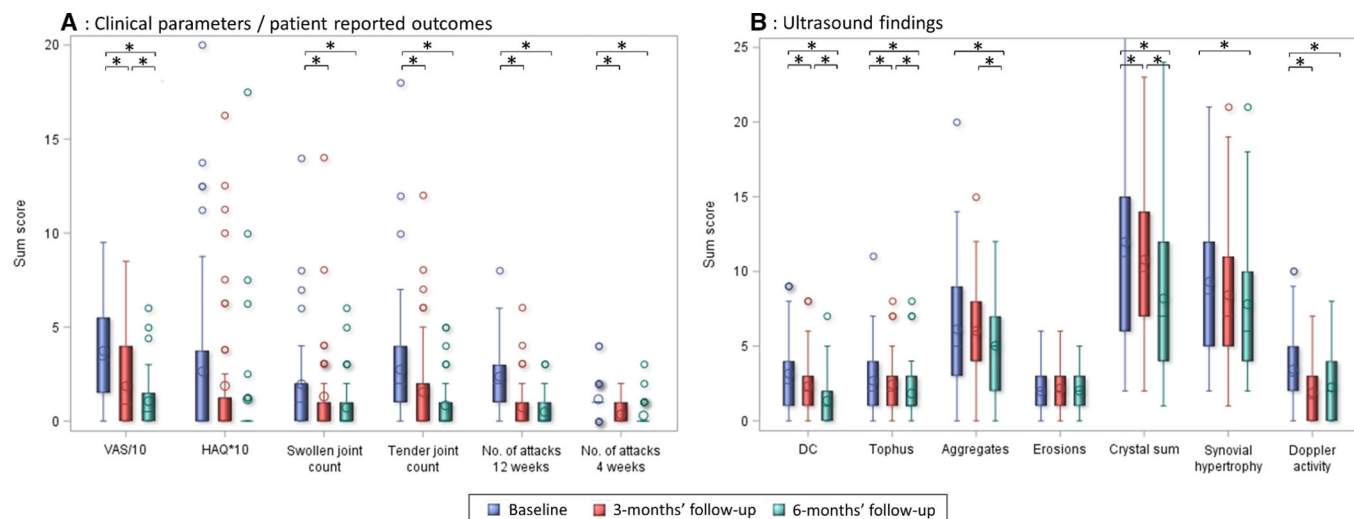 A : Clinical parameters / patient reported outcomes
* * * * *
* * * * * *
20
15
10
5
0
Sum score
VAS/10
HAQ*10
Swollen joint
count
Tender joint
count
No. of attacks
12 weeks
No. of attacks
4 weeks
B : Ultrasound findings
* * * * * *
* * * * * * * *
25
20
15
10
5
0
Sum score
DC
Tophus
Aggregates
Erosions
Crystal sum
Synovial
hypertrophy
Doppler
activity
Baseline 3-months’ follow-up 6-months’ follow-up